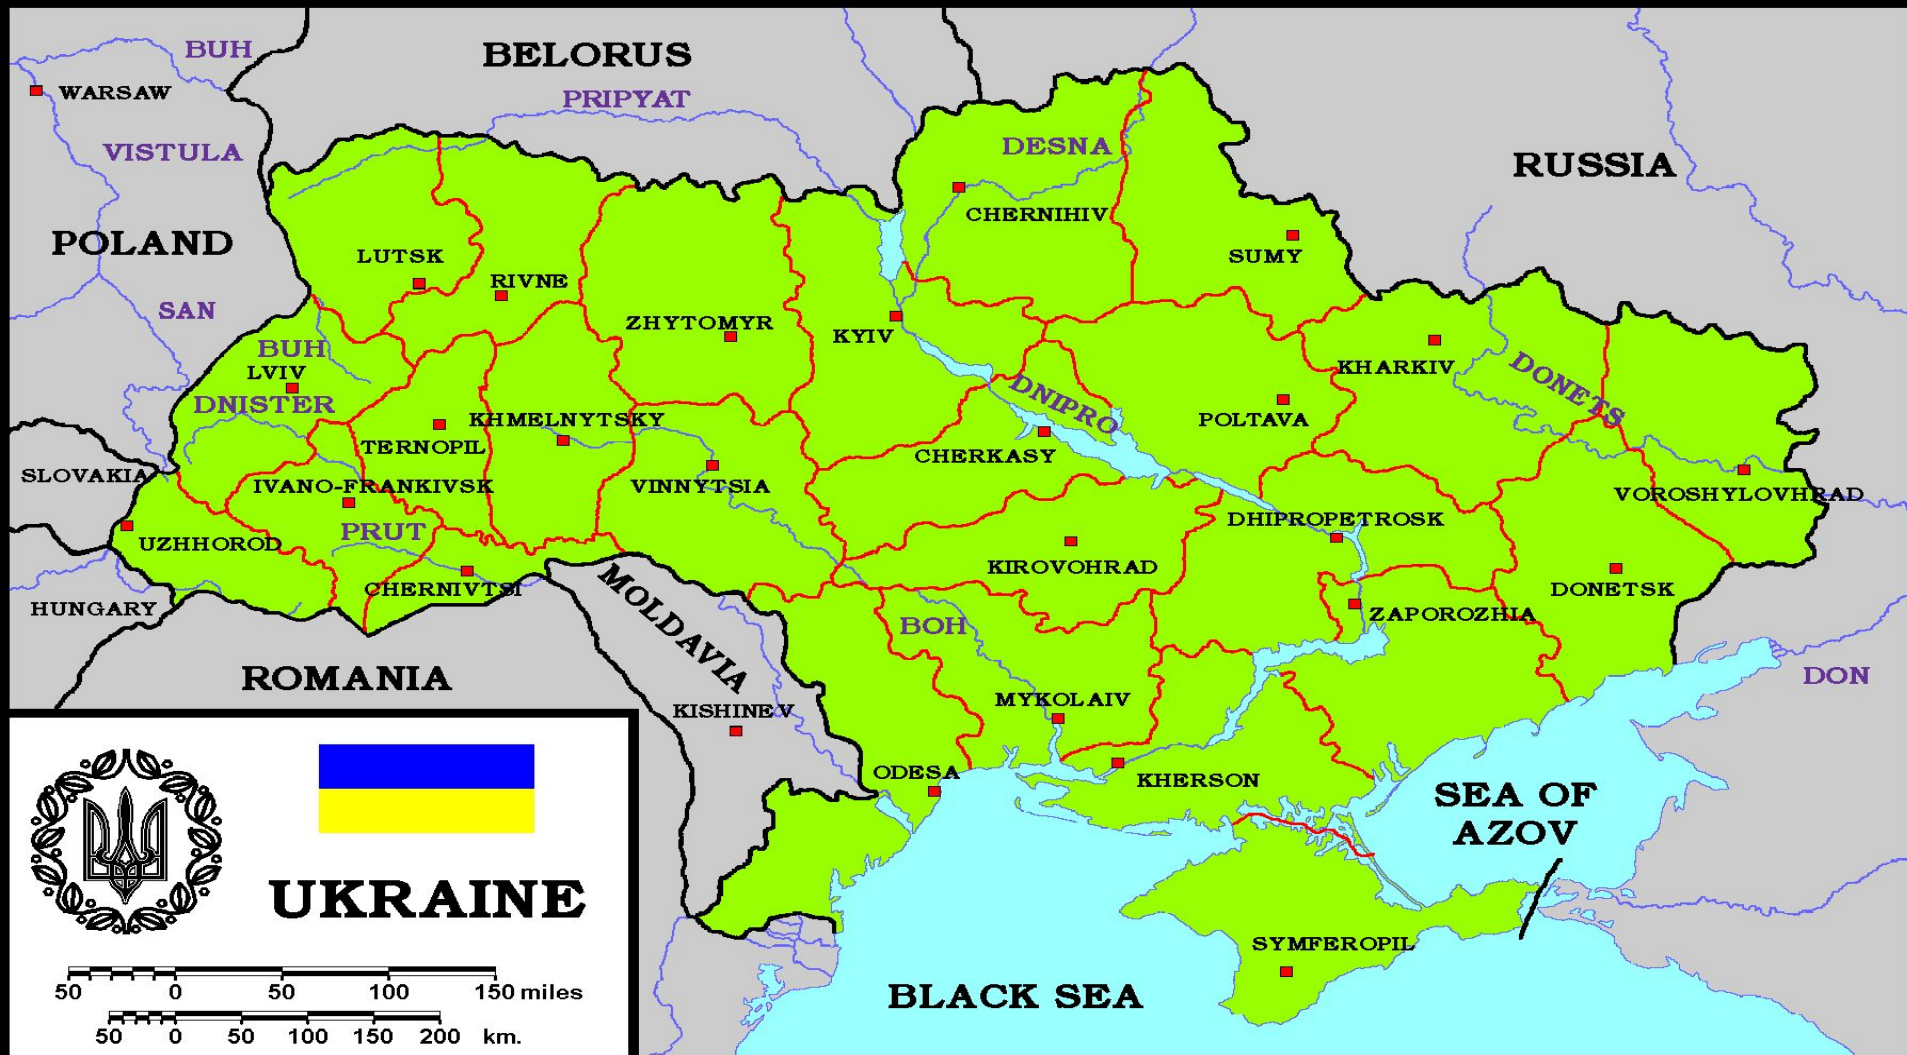 BUH
BELORUS
WARSAW
PRIPYAT
VISTULA
DESNA
RUSSIA
CHERNIHIV
POLAND
LUTSK
SUMY
RIVNE
SAN
ZHYTOMYR
KYIV
BUH
LVIV
KHARKIV
DNISTER
DNIPRO
DONETS
KHMELNYTSKY
POLTAVA
TERNOPIL
CHERKASY
SLOVAKIA
IVANO-FRANKIVSK
VINNYTSIA
VOROSHYLOVHRAD
DHIPROPETROSK
PRUT
UZHHOROD
KIROVOHRAD
CHERNIVTSI
DONETSK
HUNGARY
MOLDAVIA
ZAPOROZHIA
BOH
ROMANIA
DON
MYKOLAIV
KISHINEV
ODESA
KHERSON
SEA OF
AZOV
UKRAINE
SYMFEROPIL
BLACK SEA
50 0 50 100 150 miles
50 0 50 100 150 200 km.